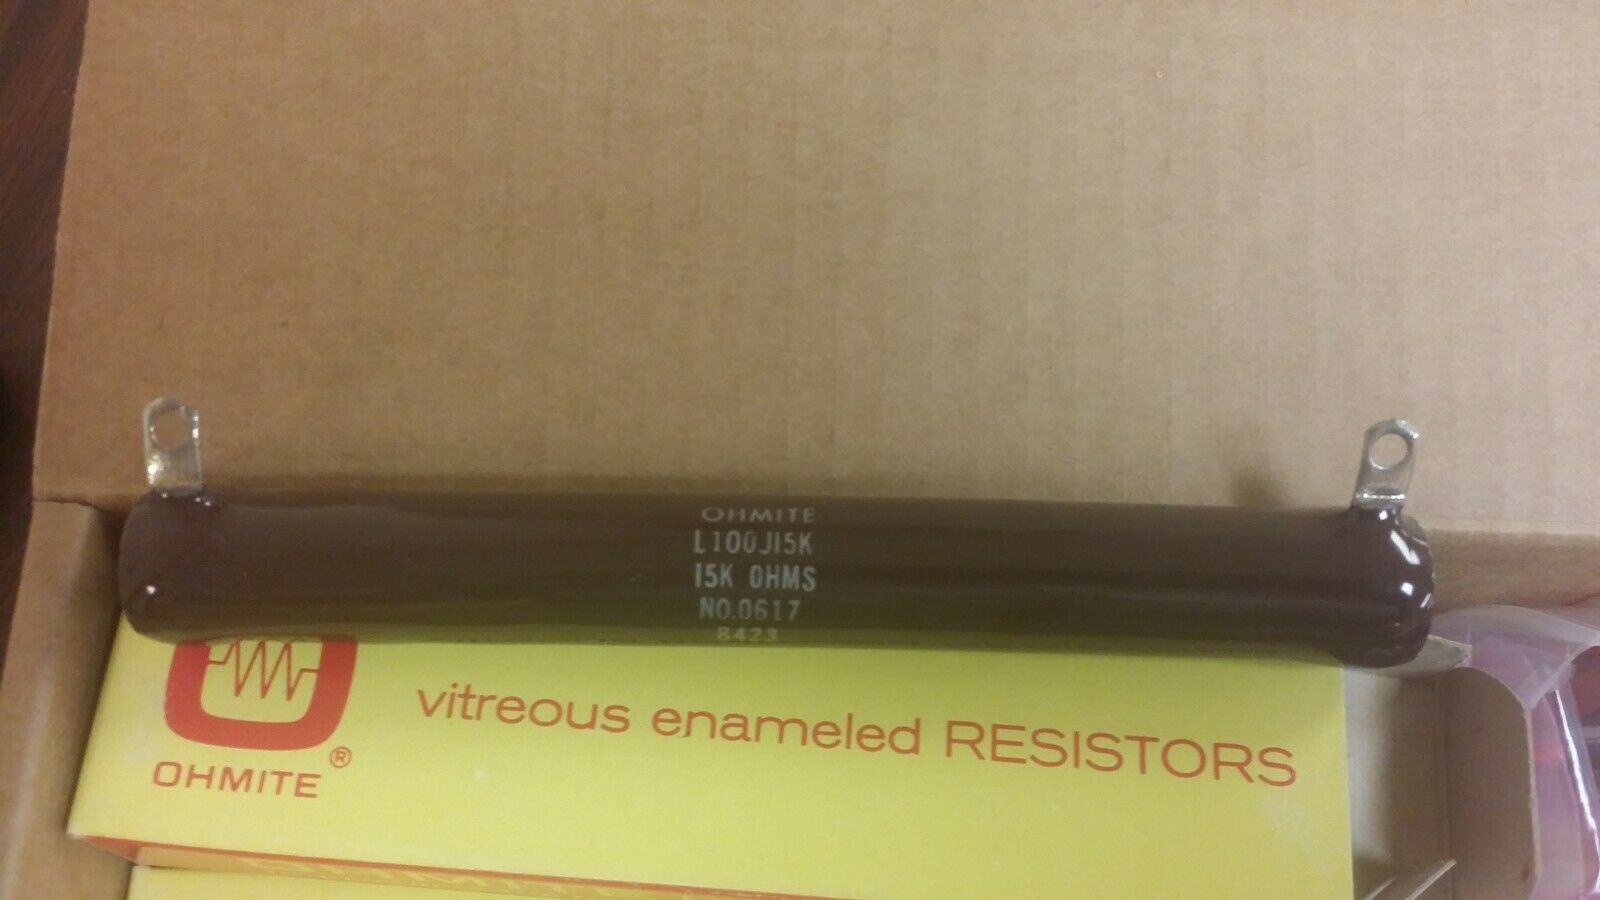 OHMITE
L100J15K
15K OHMS
NO.0617
8423
OHMITE®
vitreous enameled RESISTORS